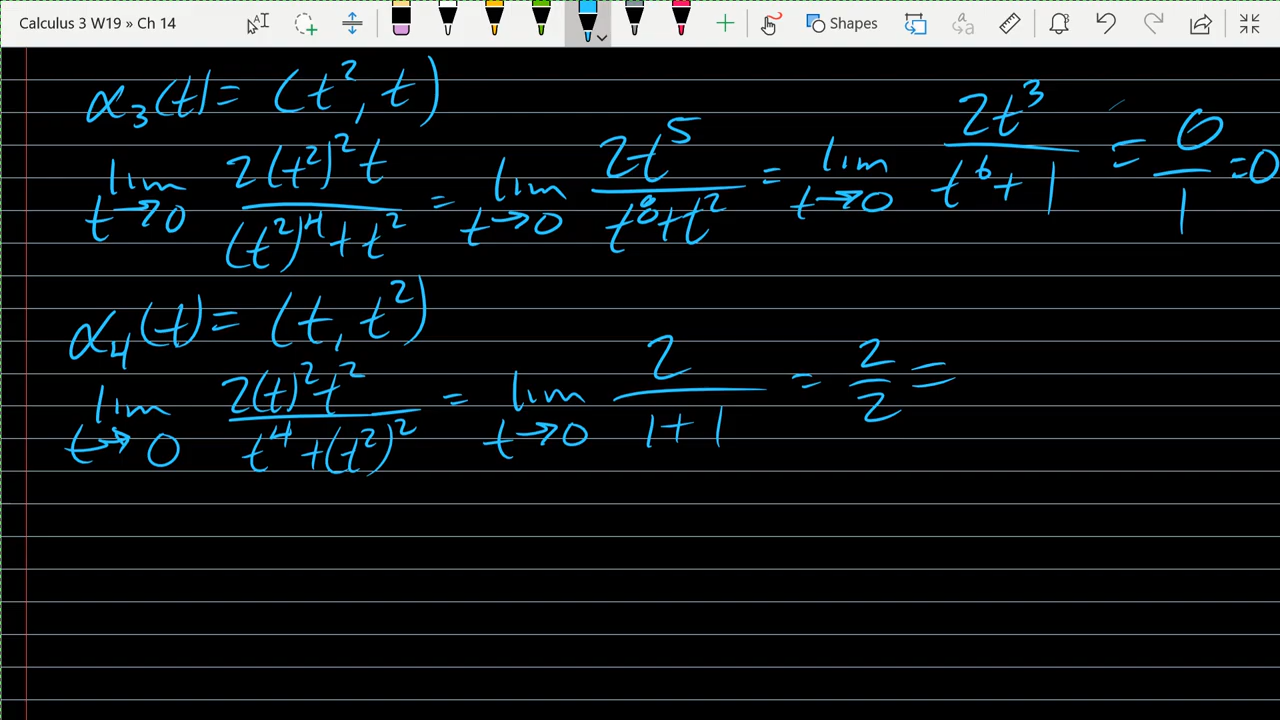 Calculus 3 W19 » Ch 14 Shapes
α₃(t) = (t², t)
lim t→0 2(t²)²t / ((t²)⁴ + t²) = lim t→0 2t⁵ / (t⁸ + t²) = lim t→0 2t³ / (t⁶ + 1) = 0/1 = 0
α₄(t) = (t, t²)
lim t→0 2(t)²t² / (t⁴ + (t²)²) = lim t→0 2 / (1 + 1) = 2/2 =